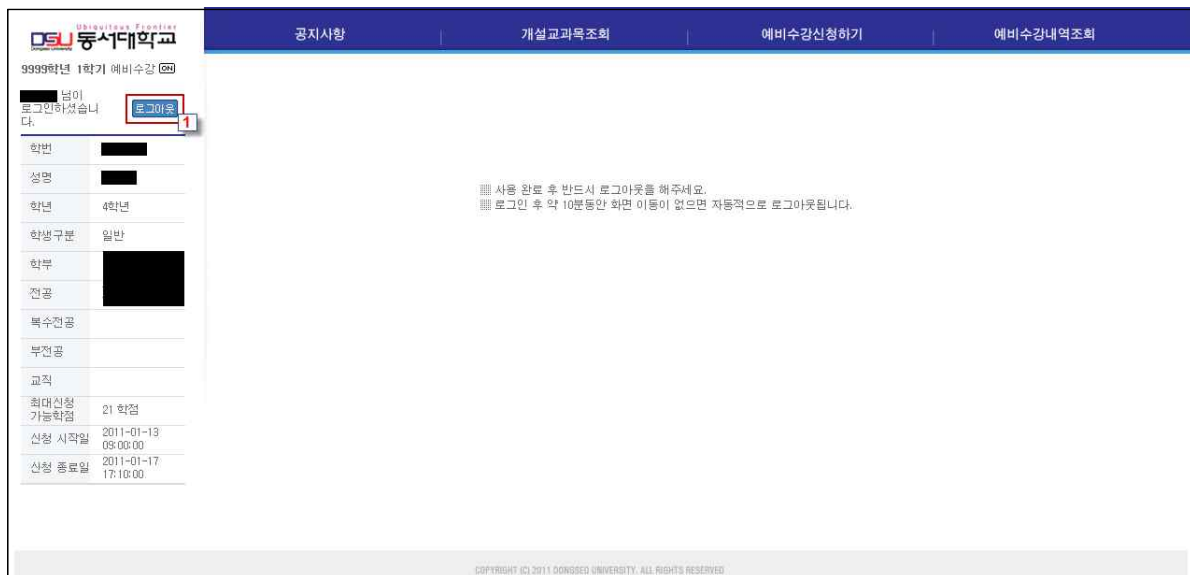 Ubiquitous Frontier
DSU 동서대학교
Dongseo University
공지사항 | 개설교과목조회 | 예비수강신청하기 | 예비수강내역조회
9999학년 1학기 예비수강 ON
님이
로그인하셨습니
다.
로그아웃
1
학번
성명
학년 4학년
학생구분 일반
학부
전공
복수전공
부전공
교직
최대신청
가능학점 21 학점
신청 시작일 2011-01-13
09:00:00
신청 종료일 2011-01-17
17:10:00
사용 완료 후 반드시 로그아웃을 해주세요.
로그인 후 약 10분동안 화면 이동이 없으면 자동적으로 로그아웃됩니다.
COPYRIGHT (C) 2011 DONGSEO UNIVERSITY. ALL RIGHTS RESERVED